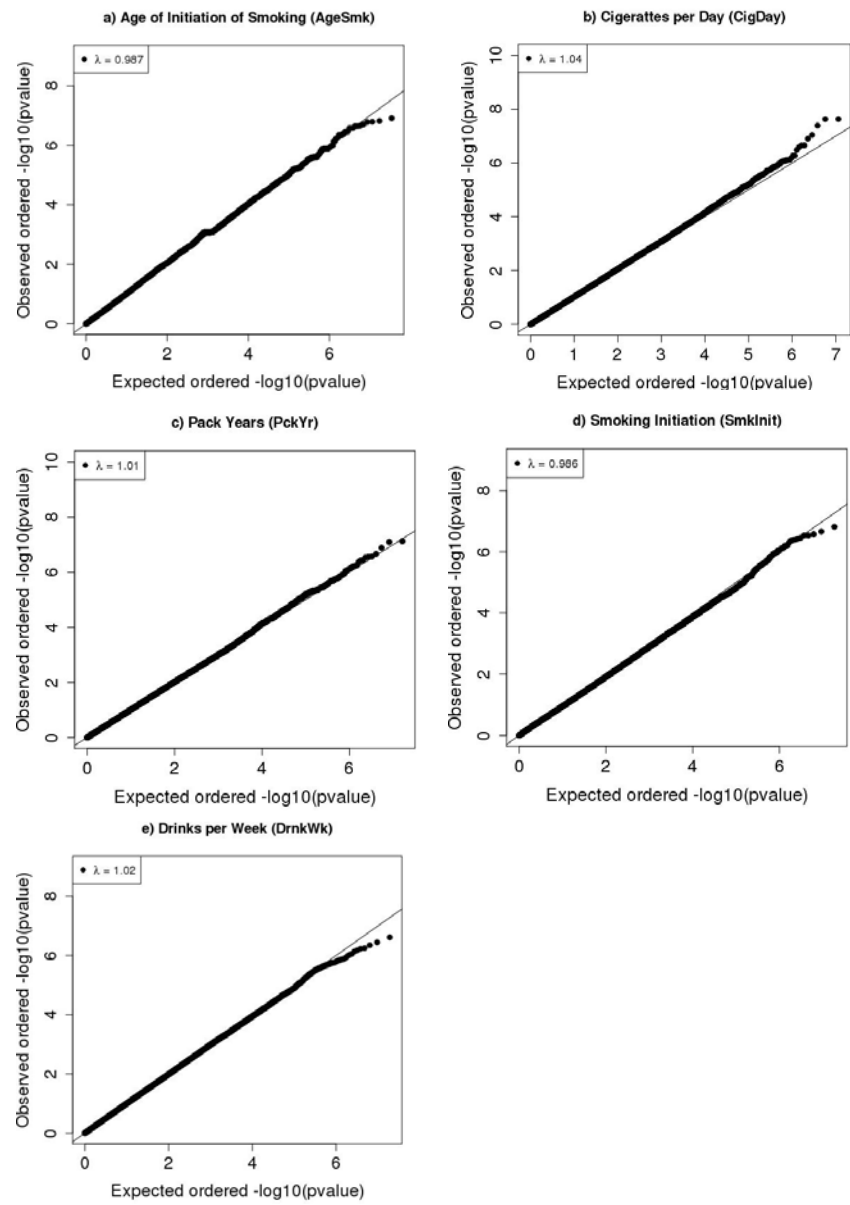 a) Age of Initiation of Smoking (AgeSmk)
λ = 0.987
Observed ordered -log10(pvalue)
0 2 4 6 8
0 2 4 6
Expected ordered -log10(pvalue)
b) Cigerattes per Day (CigDay)
λ = 1.04
Observed ordered -log10(pvalue)
0 2 4 6 8 10
0 1 2 3 4 5 6 7
Expected ordered -log10(pvalue)
c) Pack Years (PckYr)
λ = 1.01
Observed ordered -log10(pvalue)
0 2 4 6 8 10
0 2 4 6
Expected ordered -log10(pvalue)
d) Smoking Initiation (SmkInit)
λ = 0.986
Observed ordered -log10(pvalue)
0 2 4 6 8
0 1 2 3 4 5 6 7
Expected ordered -log10(pvalue)
e) Drinks per Week (DrnkWk)
λ = 1.02
Observed ordered -log10(pvalue)
0 2 4 6 8
0 2 4 6
Expected ordered -log10(pvalue)